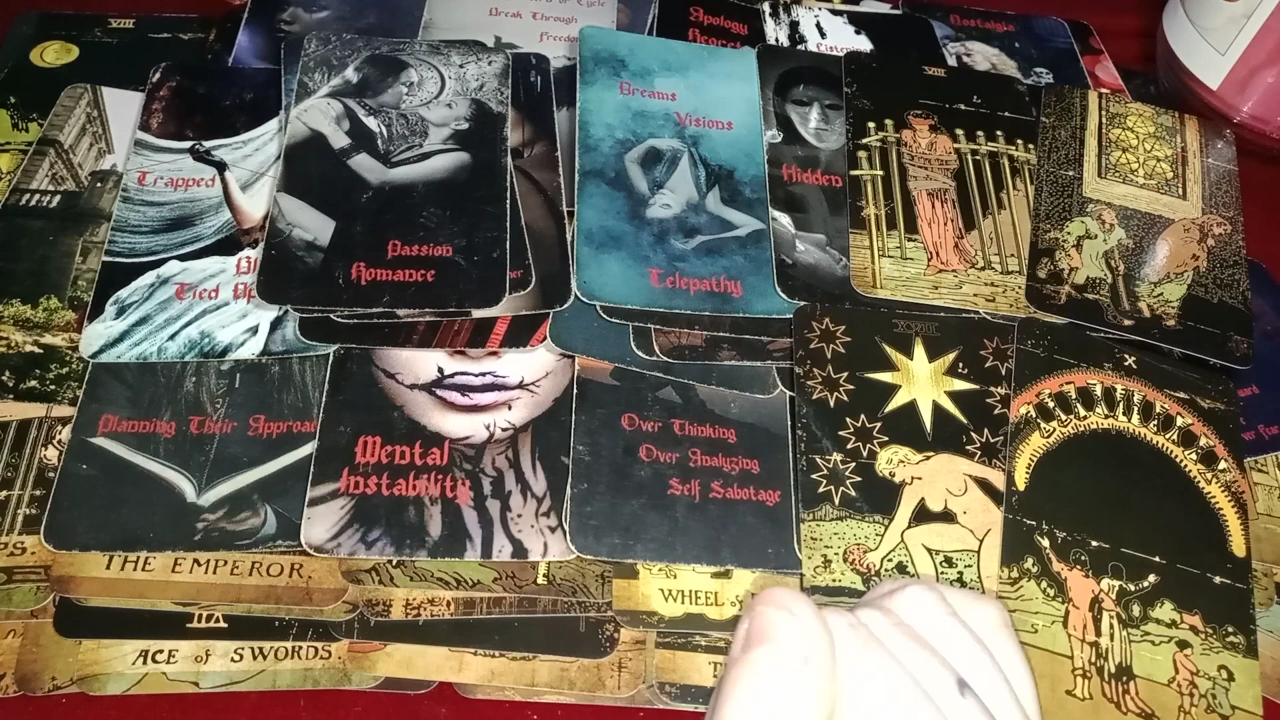 VIII
Break Through
Freedom
Apology
Regret
Listening
Nostalgia
Dreams
Visions
Telepathy
Trapped
Tied Up
Passion
Romance
Hidden
VIII
Planning Their Approach
Mental
Instability
Over Thinking
Over Analyzing
Self Sabotage
X
THE EMPEROR.
WHEEL of
ACE of SWORDS.